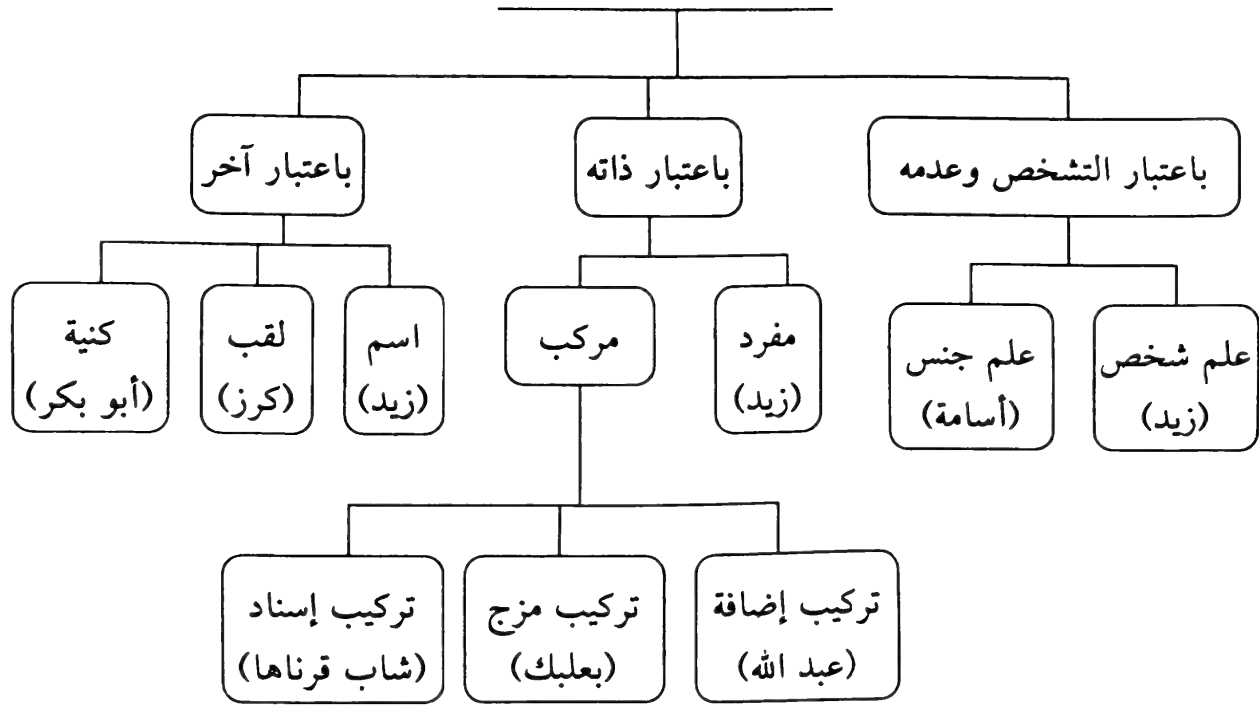 باعتبار التشخص وعدمه
باعتبار ذاته
باعتبار آخر
علم شخص
(زيد)
علم جنس
(أسامة)
مفرد
(زيد)
مركب
اسم
(زيد)
لقب
(كرز)
كنية
(أبو بكر)
تركيب إضافة
(عبد الله)
تركيب مزج
(بعلبك)
تركيب إسناد
(شاب قرناها)